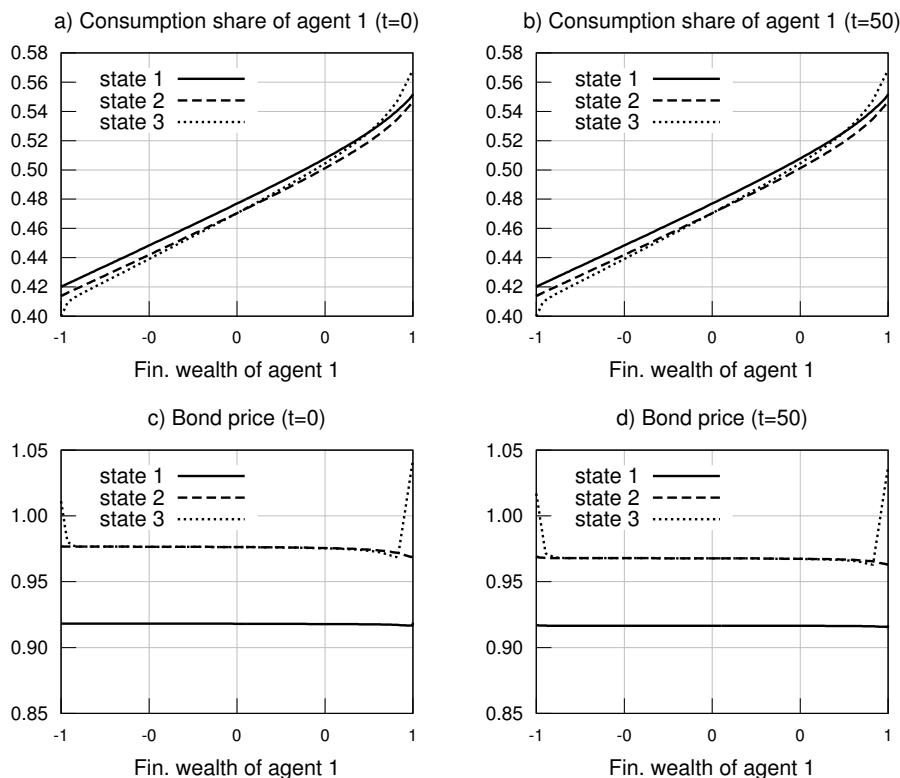 a) Consumption share of agent 1 (t=0)
0.58
0.56
0.54
0.52
0.50
0.48
0.46
0.44
0.42
0.40
state 1
state 2
state 3
-1 -0 0 0 1
Fin. wealth of agent 1
b) Consumption share of agent 1 (t=50)
0.58
0.56
0.54
0.52
0.50
0.48
0.46
0.44
0.42
0.40
state 1
state 2
state 3
-1 -0 0 0 1
Fin. wealth of agent 1
c) Bond price (t=0)
1.05
1.00
0.95
0.90
0.85
state 1
state 2
state 3
-1 -0 0 0 1
Fin. wealth of agent 1
d) Bond price (t=50)
1.05
1.00
0.95
0.90
0.85
state 1
state 2
state 3
-1 -0 0 0 1
Fin. wealth of agent 1